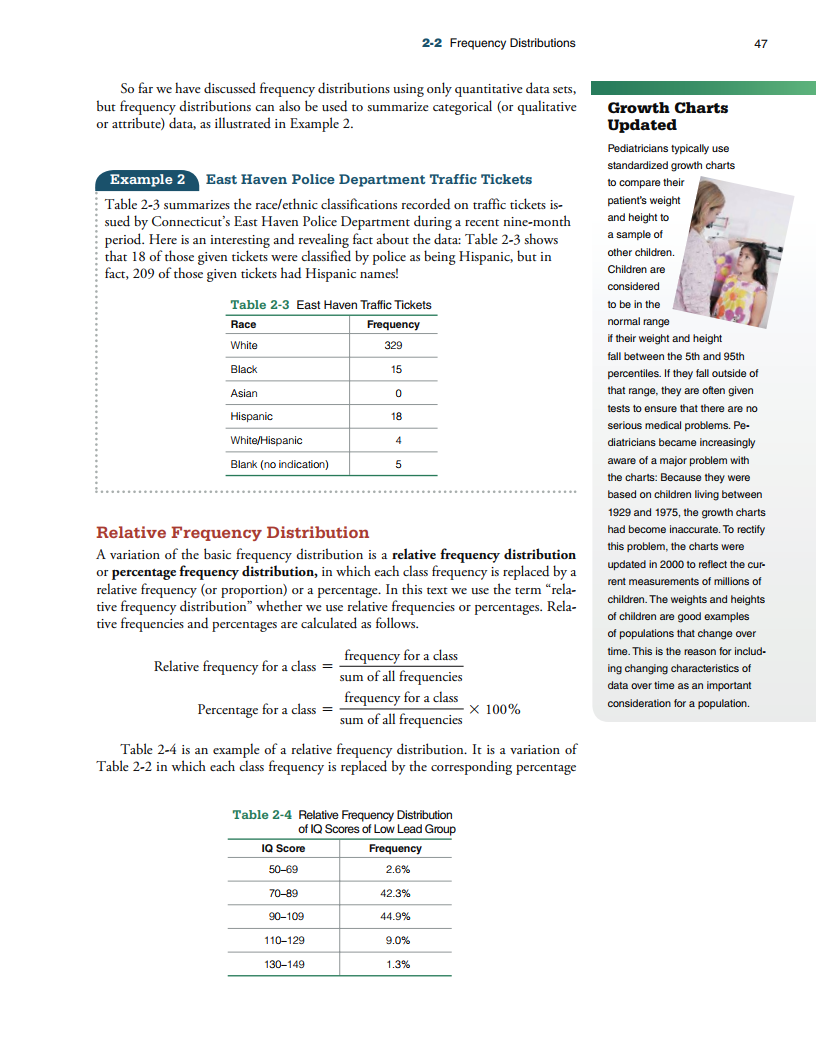 2-2 Frequency Distributions 47
So far we have discussed frequency distributions using only quantitative data sets,
but frequency distributions can also be used to summarize categorical (or qualitative
or attribute) data, as illustrated in Example 2.
Example 2 East Haven Police Department Traffic Tickets
Table 2-3 summarizes the race/ethnic classifications recorded on traffic tickets is-
sued by Connecticut's East Haven Police Department during a recent nine-month
period. Here is an interesting and revealing fact about the data: Table 2-3 shows
that 18 of those given tickets were classified by police as being Hispanic, but in
fact, 209 of those given tickets had Hispanic names!
Table 2-3 East Haven Traffic Tickets
Race Frequency
White 329
Black 15
Asian 0
Hispanic 18
White/Hispanic 4
Blank (no indication) 5
Relative Frequency Distribution
A variation of the basic frequency distribution is a relative frequency distribution
or percentage frequency distribution, in which each class frequency is replaced by a
relative frequency (or proportion) or a percentage. In this text we use the term “rela-
tive frequency distribution” whether we use relative frequencies or percentages. Rela-
tive frequencies and percentages are calculated as follows.
Relative frequency for a class = frequency for a class
sum of all frequencies
Percentage for a class = frequency for a class × 100%
sum of all frequencies
Table 2-4 is an example of a relative frequency distribution. It is a variation of
Table 2-2 in which each class frequency is replaced by the corresponding percentage
Table 2-4 Relative Frequency Distribution
of IQ Scores of Low Lead Group
IQ Score Frequency
50–69 2.6%
70–89 42.3%
90–109 44.9%
110–129 9.0%
130–149 1.3%
Growth Charts
Updated
Pediatricians typically use
standardized growth charts
to compare their
patient's weight
and height to
a sample of
other children.
Children are
considered
to be in the
normal range
if their weight and height
fall between the 5th and 95th
percentiles. If they fall outside of
that range, they are often given
tests to ensure that there are no
serious medical problems. Pe-
diatricians became increasingly
aware of a major problem with
the charts: Because they were
based on children living between
1929 and 1975, the growth charts
had become inaccurate. To rectify
this problem, the charts were
updated in 2000 to reflect the cur-
rent measurements of millions of
children. The weights and heights
of children are good examples
of populations that change over
time. This is the reason for includ-
ing changing characteristics of
data over time as an important
consideration for a population.